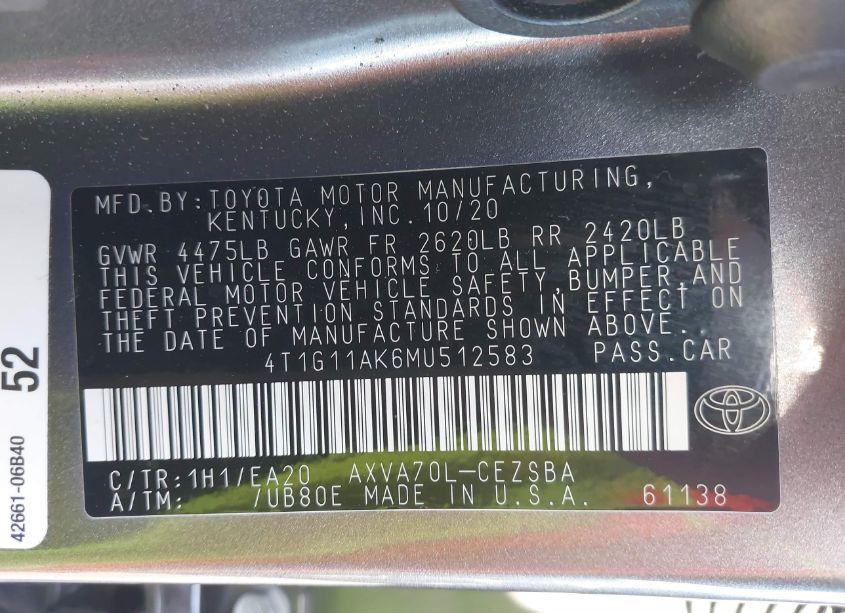 MFD.BY:TOYOTA MOTOR MANUFACTURING,
KENTUCKY,INC.10/20
GVWR 4475LB GAWR FR 2620LB RR 2420LB
THIS VEHICLE CONFORMS TO ALL APPLICABLE
FEDERAL MOTOR VEHICLE SAFETY,BUMPER,AND
THEFT PREVENTION STANDARDS IN EFFECT ON
THE DATE OF MANUFACTURE SHOWN ABOVE.
4T1G11AK6MU512583 PASS.CAR
C/TR:1H1/EA20 AXVA70L-CEZSBA
A/TM: /UB80E MADE IN U.S.A. 61138
52
42661-06B40